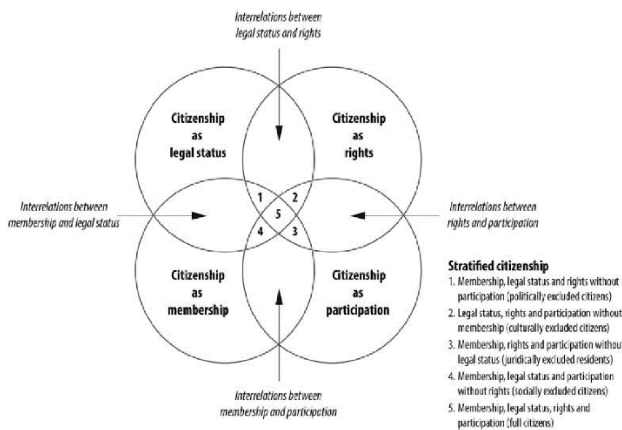 Interrelations between
legal status and rights
Citizenship
as
legal status
Citizenship
as
rights
Interrelations between
membership and legal status
1
2
5
4
3
Interrelations between
rights and participation
Citizenship
as
membership
Citizenship
as
participation
Interrelations between
membership and participation
Stratified citizenship
1. Membership, legal status and rights without
participation (politically excluded citizens)
2. Legal status, rights and participation without
membership (culturally excluded citizens)
3. Membership, rights and participation without
legal status (juridically excluded residents)
4. Membership, legal status and participation
without rights (socially excluded citizens)
5. Membership, legal status, rights and
participation (full citizens)